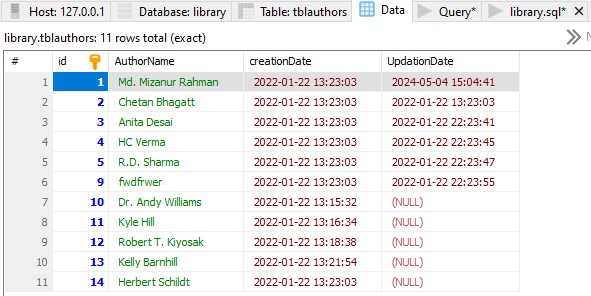 Host: 127.0.0.1 Database: library Table: tblauthors Data Query* library.sql*
library.tblauthors: 11 rows total (exact)
# id AuthorName creationDate UpdationDate
1 1 Md. Mizanur Rahman 2022-01-22 13:23:03 2024-05-04 15:04:41
2 2 Chetan Bhagatt 2022-01-22 13:23:03 2022-01-22 13:23:03
3 3 Anita Desai 2022-01-22 13:23:03 2022-01-22 22:23:41
4 4 HC Verma 2022-01-22 13:23:03 2022-01-22 22:23:45
5 5 R.D. Sharma 2022-01-22 13:23:03 2022-01-22 22:23:47
6 9 fwdfrwer 2022-01-22 13:23:03 2022-01-22 22:23:55
7 10 Dr. Andy Williams 2022-01-22 13:15:32 (NULL)
8 11 Kyle Hill 2022-01-22 13:16:34 (NULL)
9 12 Robert T. Kiyosak 2022-01-22 13:18:38 (NULL)
10 13 Kelly Barnhill 2022-01-22 13:21:54 (NULL)
11 14 Herbert Schildt 2022-01-22 13:23:03 (NULL)